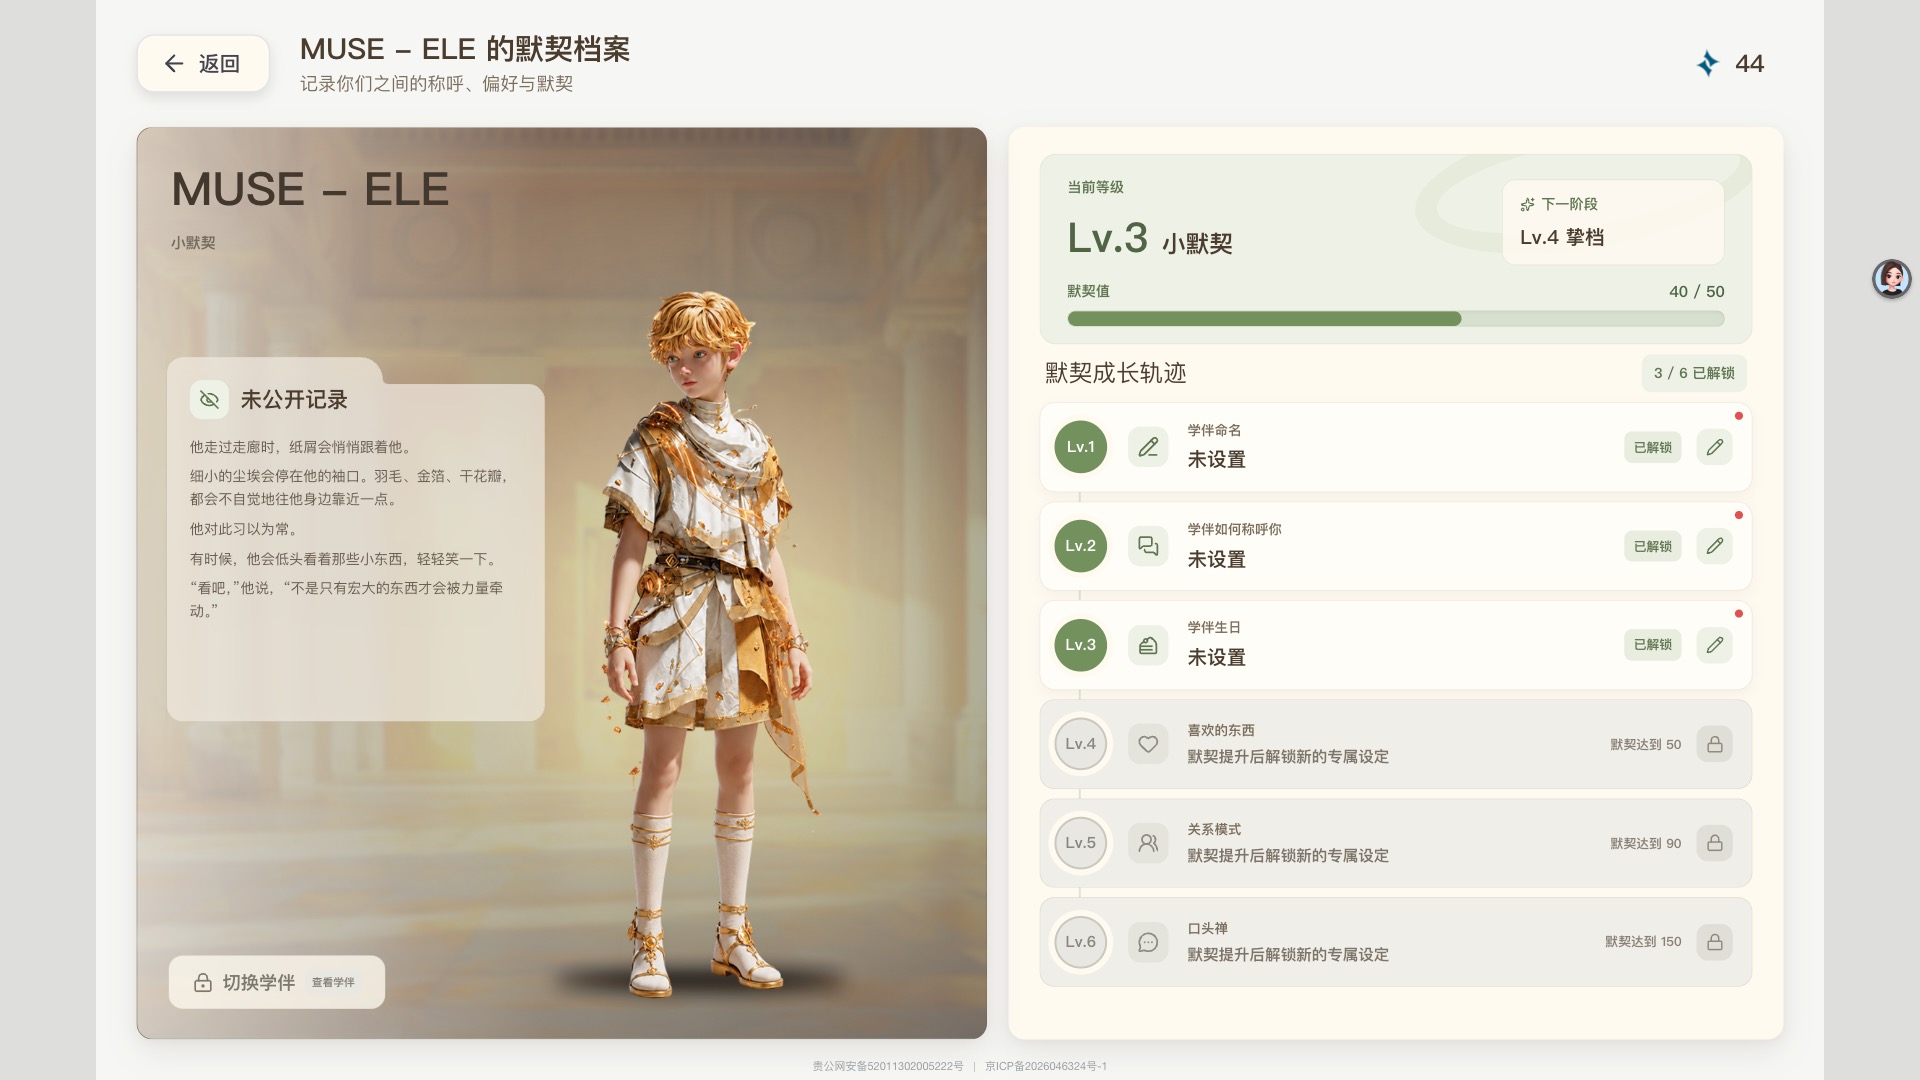 返回
MUSE – ELE 的默契档案
记录你们之间的称呼、偏好与默契
44
MUSE – ELE
小默契
未公开记录
他走过走廊时，纸屑会悄悄跟着他。
细小的尘埃会停在他的袖口。羽毛、金箔、干花瓣，
都会不自觉地往他身边靠近一点。
他对此习以为常。
有时候，他会低头看着那些小东西，轻轻笑一下。
“看吧，”他说，“不是只有宏大的东西才会被力量牵
动。”
切换学伴 查看学伴
当前等级
Lv.3 小默契
下一阶段
Lv.4 挚档
默契值
40 / 50
默契成长轨迹
3 / 6 已解锁
Lv.1
学伴命名
未设置
已解锁
Lv.2
学伴如何称呼你
未设置
已解锁
Lv.3
学伴生日
未设置
已解锁
Lv.4
喜欢的东西
默契提升后解锁新的专属设定
默契达到 50
Lv.5
关系模式
默契提升后解锁新的专属设定
默契达到 90
Lv.6
口头禅
默契提升后解锁新的专属设定
默契达到 150
贵公网安备52011302005222号 | 京ICP备2026046324号-1